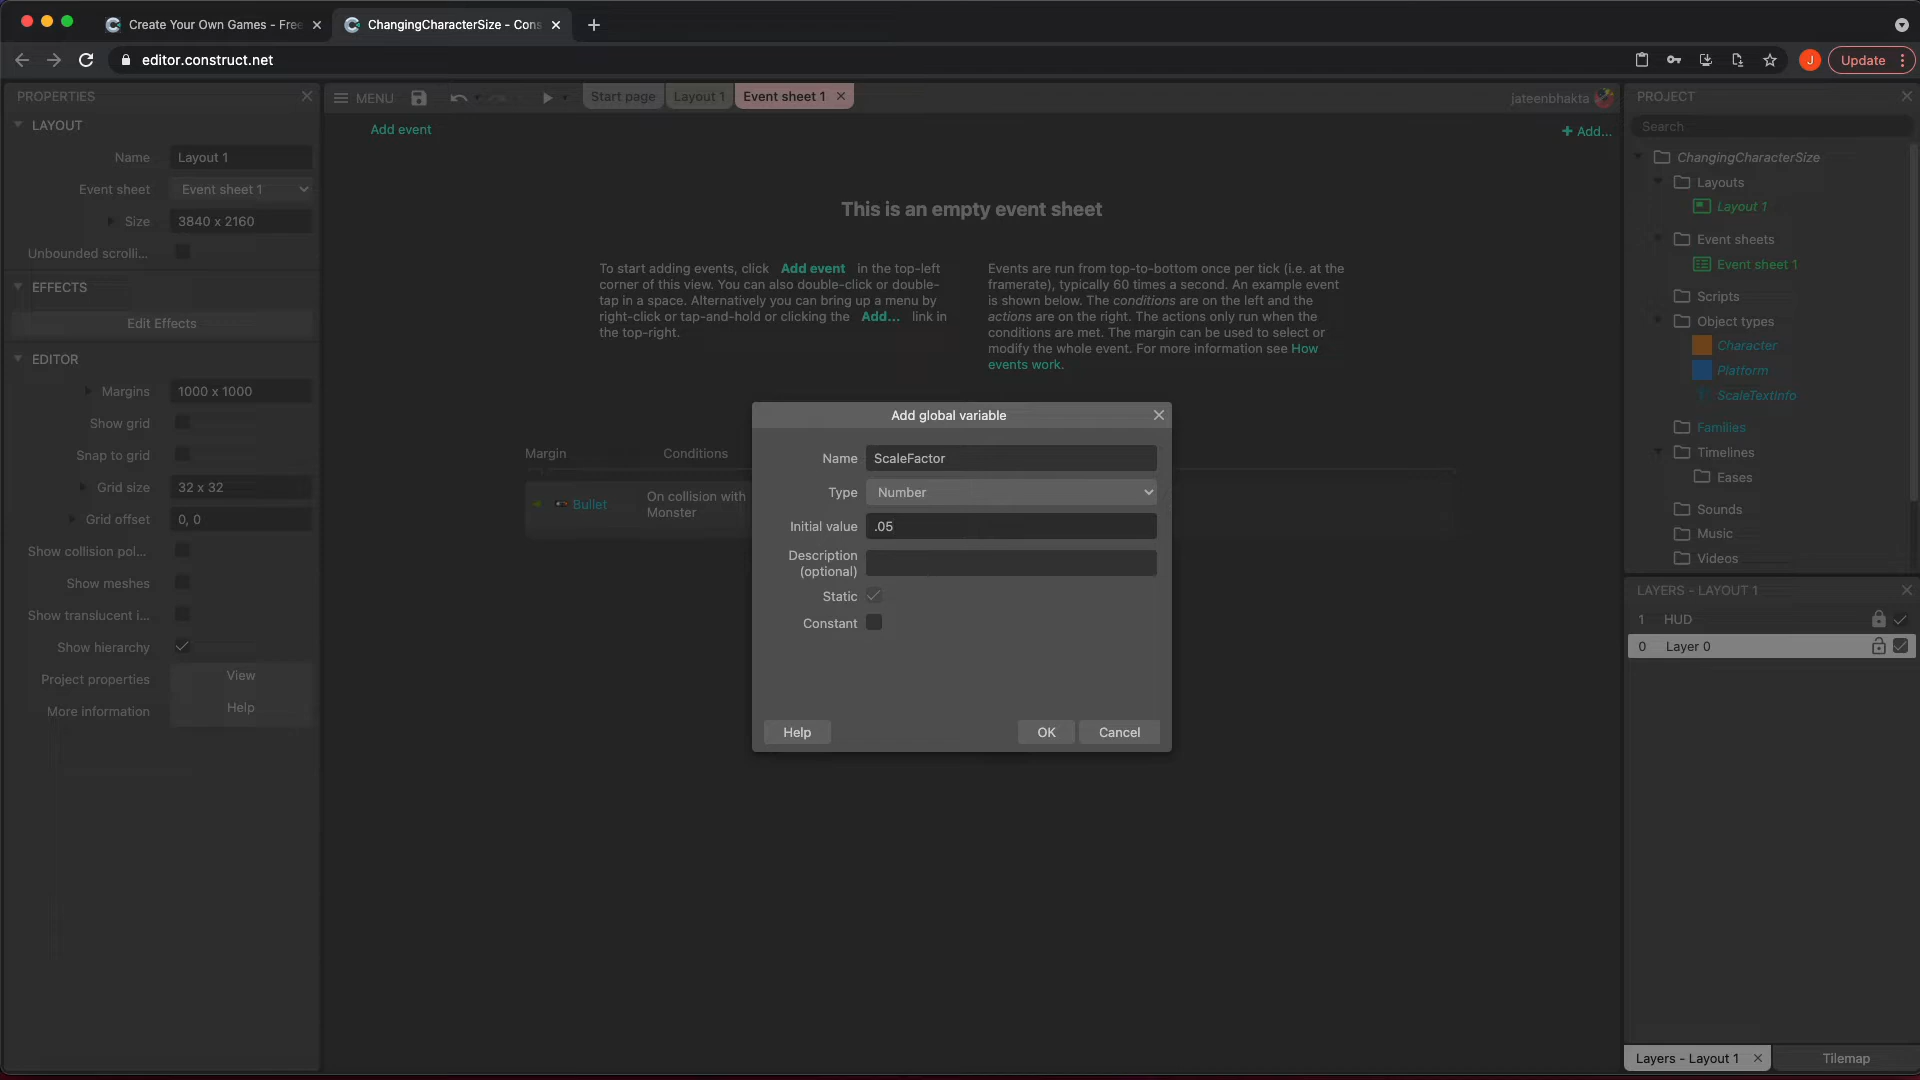 Create Your Own Games - Free
ChangingCharacterSize - Cons
editor.construct.net
J
Update
PROPERTIES
LAYOUT
Name
Layout 1
Event sheet
Event sheet 1
Size
3840 x 2160
Unbounded scrolli...
EFFECTS
Edit Effects
EDITOR
Margins
1000 x 1000
Show grid
Snap to grid
Grid size
32 x 32
Grid offset
0, 0
Show collision pol...
Show meshes
Show translucent i...
Show hierarchy
Project properties
View
More information
Help
MENU
Start page
Layout 1
Event sheet 1
jateenbhakta
Add event
+ Add...
This is an empty event sheet
To start adding events, click Add event in the top-left
corner of this view. You can also double-click or double-
tap in a space. Alternatively you can bring up a menu by
right-click or tap-and-hold or clicking the Add... link in
the top-right.
Events are run from top-to-bottom once per tick (i.e. at the
framerate), typically 60 times a second. An example event
is shown below. The conditions are on the left and the
actions are on the right. The actions only run when the
conditions are met. The margin can be used to select or
modify the whole event. For more information see How
events work.
Margin
Conditions
Bullet
On collision with
Monster
Add global variable
Name
ScaleFactor
Type
Number
Initial value
.05
Description
(optional)
Static
Constant
Help
OK
Cancel
PROJECT
Search
ChangingCharacterSize
Layouts
Layout 1
Event sheets
Event sheet 1
Scripts
Object types
Character
Platform
ScaleTextInfo
Families
Timelines
Eases
Sounds
Music
Videos
LAYERS - LAYOUT 1
1 HUD
0 Layer 0
Layers - Layout 1
Tilemap